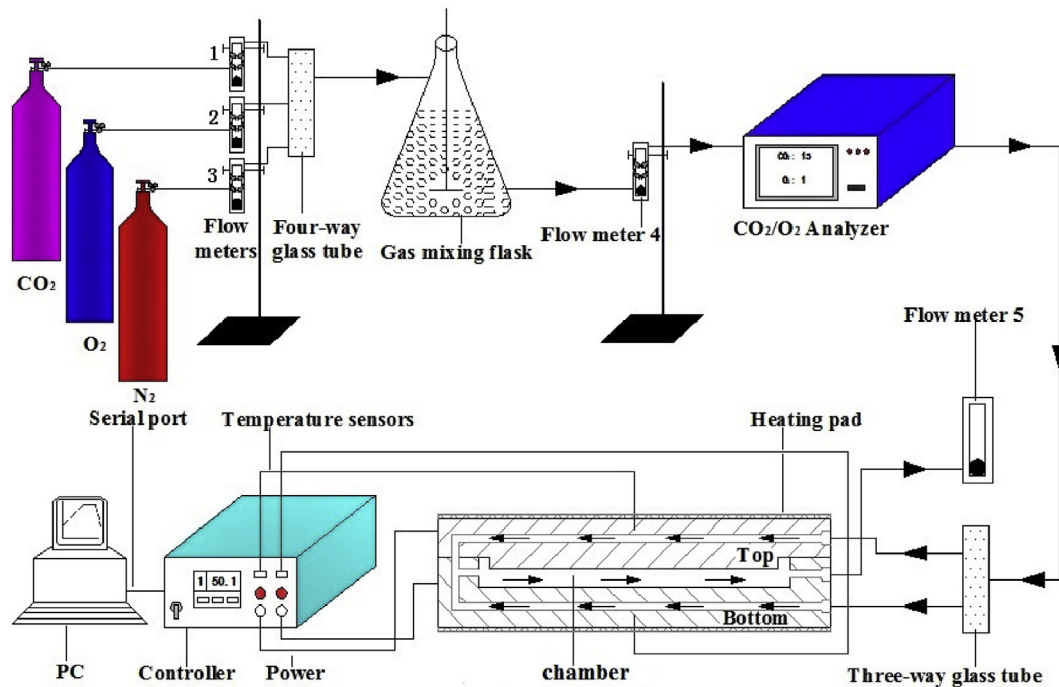 1
2
3
CO₂
O₂
N₂
Flow
meters
Four-way
glass tube
Gas mixing flask
Flow meter 4
CO₂: 15
O₂: 1
CO₂/O₂ Analyzer
Flow meter 5
Serial port
Temperature sensors
Heating pad
1 50.1
Top
Bottom
PC
Controller
Power
chamber
Three-way glass tube